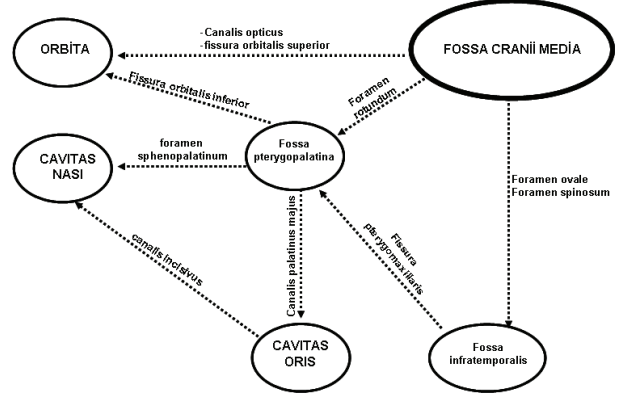 -Canalis opticus
-fissura orbitalis superior
ORBİTA
FOSSA CRANİİ MEDİA
Fissura orbitalis inferior
Foramen
rotundum
foramen
sphenopalatinum
Fossa
pterygopalatina
CAVITAS
NASI
Foramen ovale
Foramen spinosum
Canalis palatinus majus
Fissura
pterygomaxillaris
canalis incisivus
CAVITAS
ORIS
Fossa
infratemporalis